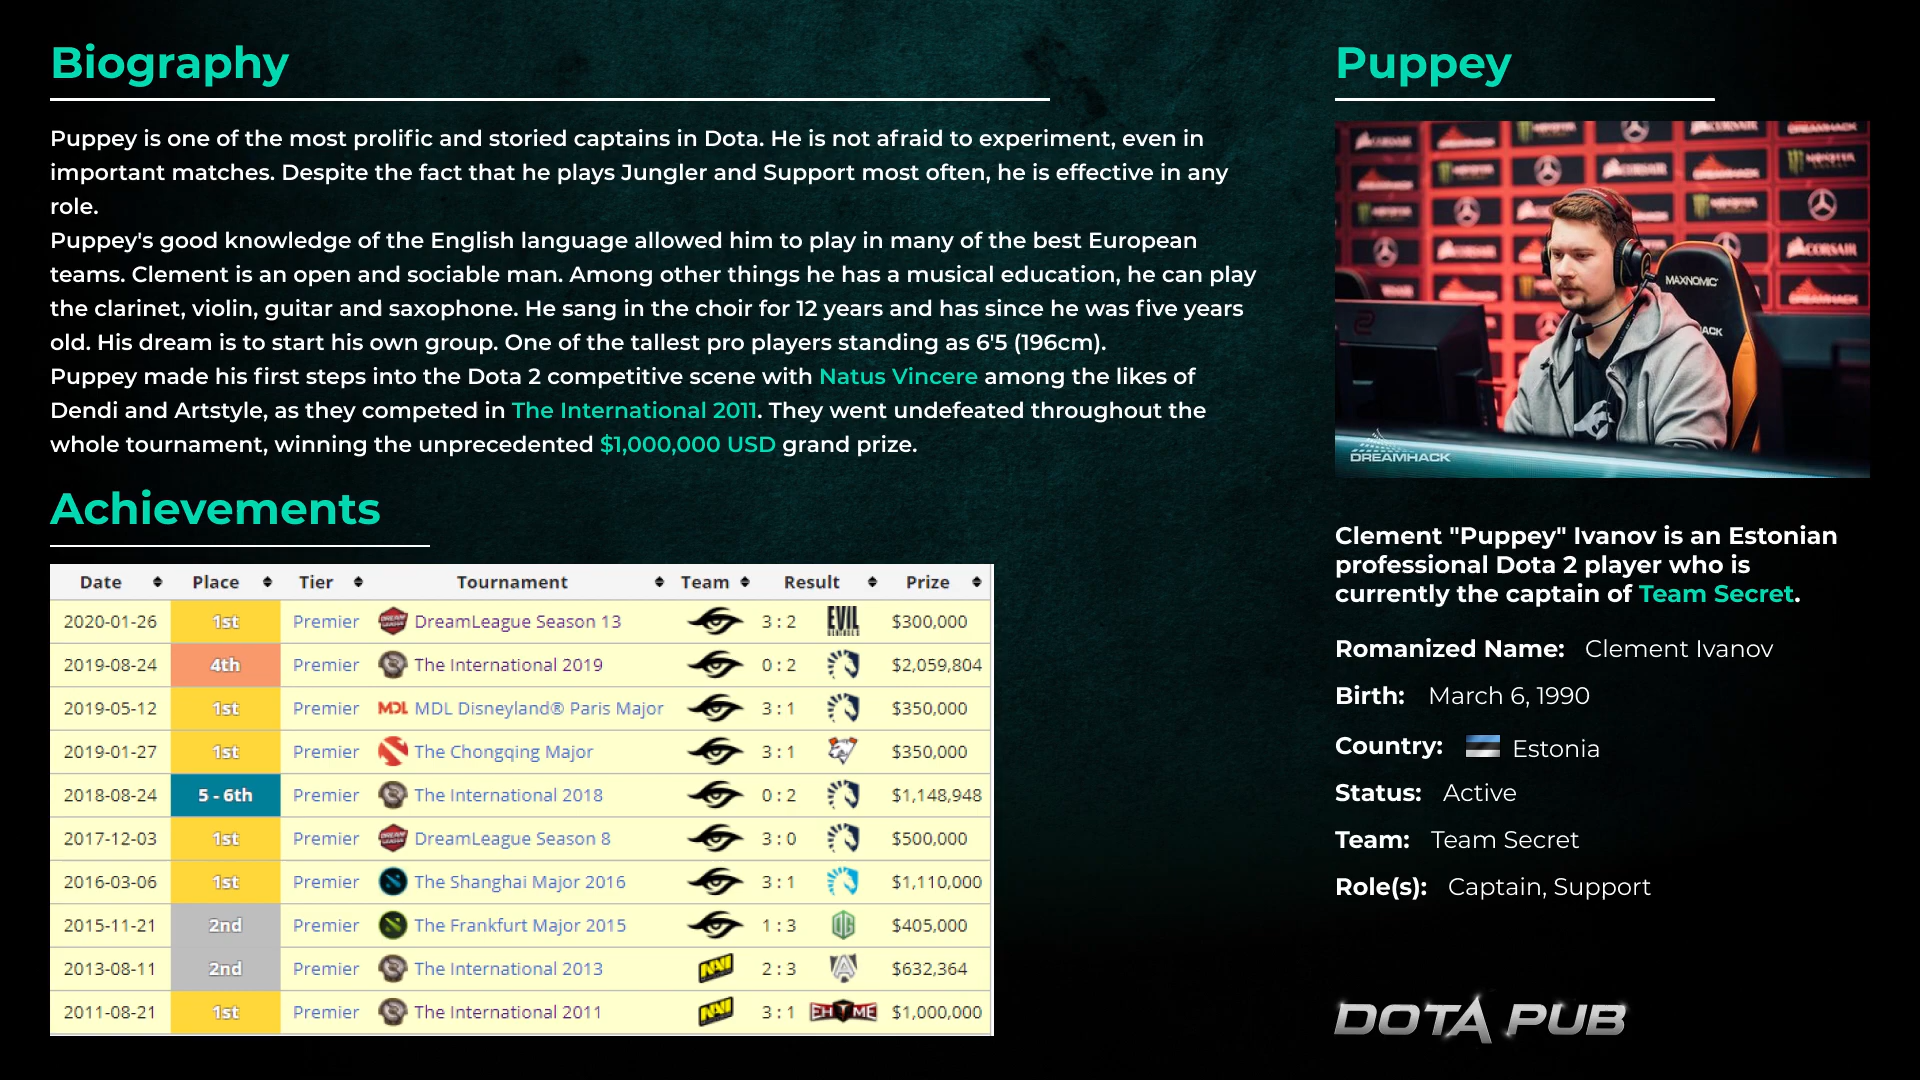 Biography
Puppey is one of the most prolific and storied captains in Dota. He is not afraid to experiment, even in
important matches. Despite the fact that he plays Jungler and Support most often, he is effective in any
role.
Puppey's good knowledge of the English language allowed him to play in many of the best European
teams. Clement is an open and sociable man. Among other things he has a musical education, he can play
the clarinet, violin, guitar and saxophone. He sang in the choir for 12 years and has since he was five years
old. His dream is to start his own group. One of the tallest pro players standing as 6'5 (196cm).
Puppey made his first steps into the Dota 2 competitive scene with Natus Vincere among the likes of
Dendi and Artstyle, as they competed in The International 2011. They went undefeated throughout the
whole tournament, winning the unprecedented $1,000,000 USD grand prize.
Achievements
Date Place Tier Tournament Team Result Prize
2020-01-26 1st Premier DreamLeague Season 13 3 : 2 EVIL $300,000
2019-08-24 4th Premier The International 2019 0 : 2 $2,059,804
2019-05-12 1st Premier MDL MDL Disneyland® Paris Major 3 : 1 $350,000
2019-01-27 1st Premier The Chongqing Major 3 : 1 $350,000
2018-08-24 5 - 6th Premier The International 2018 0 : 2 $1,148,948
2017-12-03 1st Premier DreamLeague Season 8 3 : 0 $500,000
2016-03-06 1st Premier The Shanghai Major 2016 3 : 1 $1,110,000
2015-11-21 2nd Premier The Frankfurt Major 2015 1 : 3 OG $405,000
2013-08-11 2nd Premier The International 2013 NAVI 2 : 3 $632,364
2011-08-21 1st Premier The International 2011 NAVI 3 : 1 EHOME $1,000,000
Puppey
CORSAIR
MAXNOMIC
DREAMHACK
Clement "Puppey" Ivanov is an Estonian
professional Dota 2 player who is
currently the captain of Team Secret.
Romanized Name: Clement Ivanov
Birth: March 6, 1990
Country: Estonia
Status: Active
Team: Team Secret
Role(s): Captain, Support
DOTA PUB